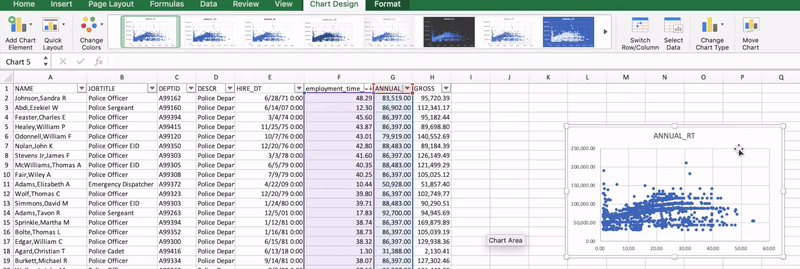 Home Insert Page Layout Formulas Data Review View Chart Design Format
Add Chart Element Quick Layout Change Colors Switch Row/Column Select Data Change Chart Type Move Chart
Chart 5 fx
A B C D E F G H I J K L M N O P Q
1 NAME JOBTITLE DEPTID DESCR HIRE_DT employment_time_ ANNUAL GROSS
2 Johnson,Sandra R Police Officer A99162 Police Depar 6/28/71 0:00 48.29 83,519.00 95,720.39
3 Abdi,Ezekiel W Police Sergeant A99160 Police Depar 6/14/07 0:00 12.30 86,902.00 112,341.17
4 Feaster,Charles E Police Officer A99394 Police Depar 3/4/74 0:00 45.60 86,397.00 95,182.44
5 Healey,William P Police Officer A99415 Police Depar 11/25/75 0:00 43.87 86,397.00 89,698.80
6 Odonnell,William F Police Officer A99120 Police Depar 10/7/76 0:00 43.01 79,919.00 140,552.69
7 Nolan,John K Police Officer EID A99350 Police Depar 12/20/76 0:00 42.80 88,483.00 89,184.39
8 Stevens Jr,James F Police Officer A99303 Police Depar 3/3/78 0:00 41.60 86,397.00 126,149.49
9 McWilliams,Thomas A Police Officer EID A99305 Police Depar 6/5/79 0:00 40.35 88,483.00 121,499.29
10 Fair,Wiley A Police Officer A99308 Police Depar 7/11/79 0:00 40.25 86,397.00 105,025.12
11 Adams,Elizabeth A Emergency Dispatcher A99372 Police Depar 4/22/09 0:00 10.44 50,928.00 51,857.40
12 Wolf,Thomas C Police Officer A99323 Police Depar 12/20/79 0:00 39.80 86,397.00 102,749.77
13 Simmons,David M Police Officer EID A99303 Police Depar 1/24/80 0:00 39.71 88,483.00 90,290.51
14 Adams,Tavon R Police Sergeant A99263 Police Depar 12/5/01 0:00 17.83 92,700.00 94,945.69
15 Sprinkle,Martha M Police Officer A99394 Police Depar 1/12/81 0:00 38.74 86,397.00 169,879.89
16 Bolte,Thomas L Police Officer A99352 Police Depar 1/16/81 0:00 38.73 86,397.00 105,039.19
17 Edgar,William C Police Officer A99300 Police Depar 6/15/81 0:00 38.32 86,397.00 129,938.36
18 Agard,Christian T Police Cadet A99416 Police Depar 6/13/18 0:00 1.30 31,388.00 2,130.41
19 Burkett,Michael R Police Officer A99334 Police Depar 9/14/81 0:00 38.07 86,397.00 127,302.46
ANNUAL_RT
250,000.00
200,000.00
150,000.00
100,000.00
50,000.00
0.00
0.00 10.00 20.00 30.00 40.00 50.00 60.00
Chart Area